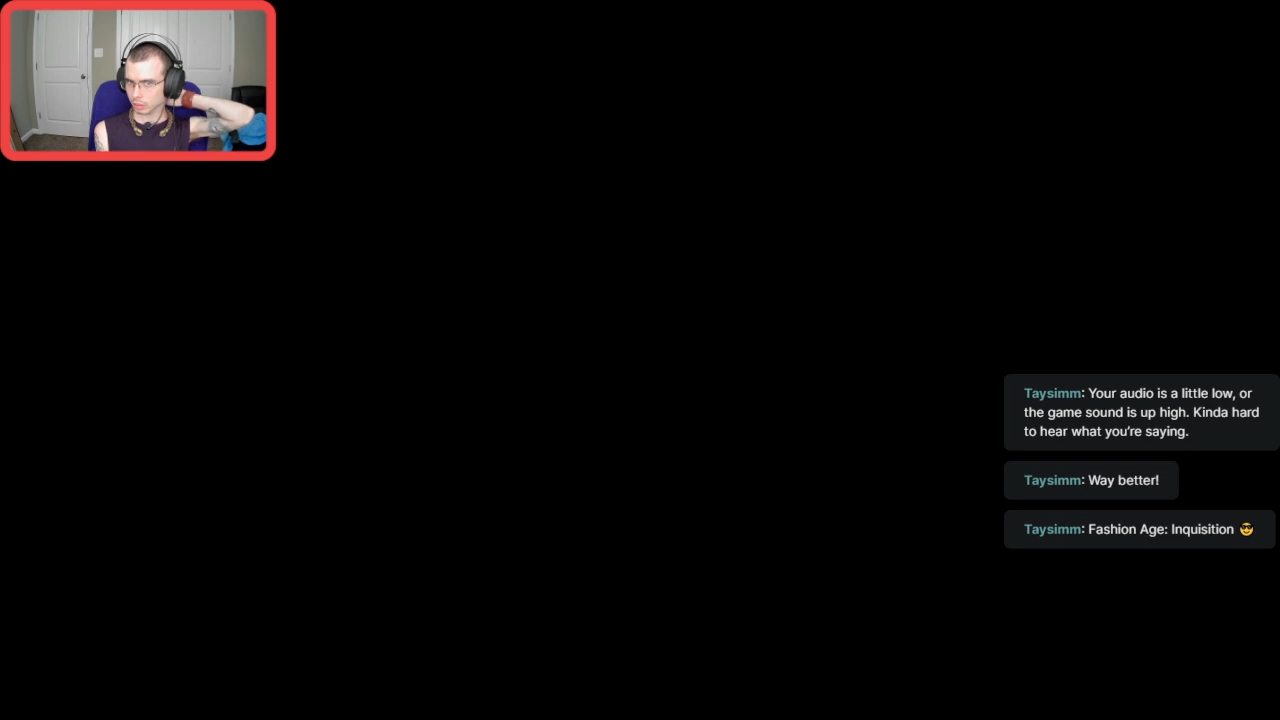 Taysimm: Your audio is a little low, or
the game sound is up high. Kinda hard
to hear what you’re saying.
Taysimm: Way better!
Taysimm: Fashion Age: Inquisition 😎